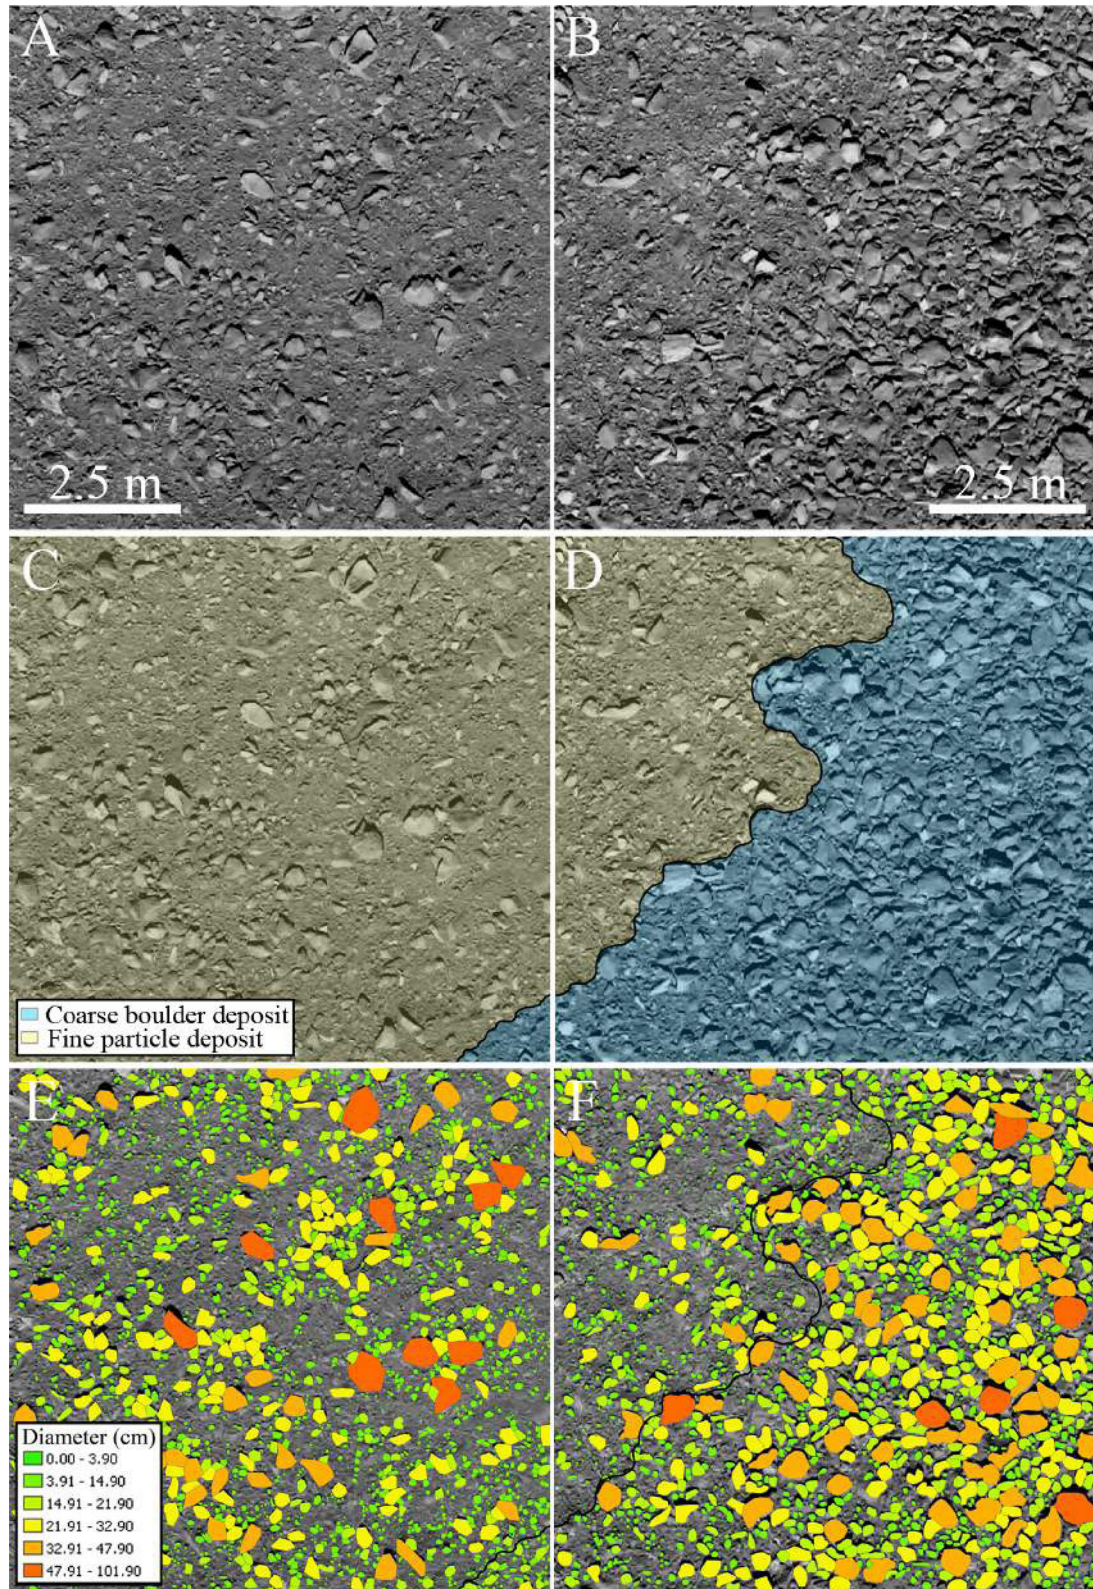 A
B
2.5 m
2.5 m
C
D
Coarse boulder deposit
Fine particle deposit
E
F
Diameter (cm)
0.00 - 3.90
3.91 - 14.90
14.91 - 21.90
21.91 - 32.90
32.91 - 47.90
47.91 - 101.90